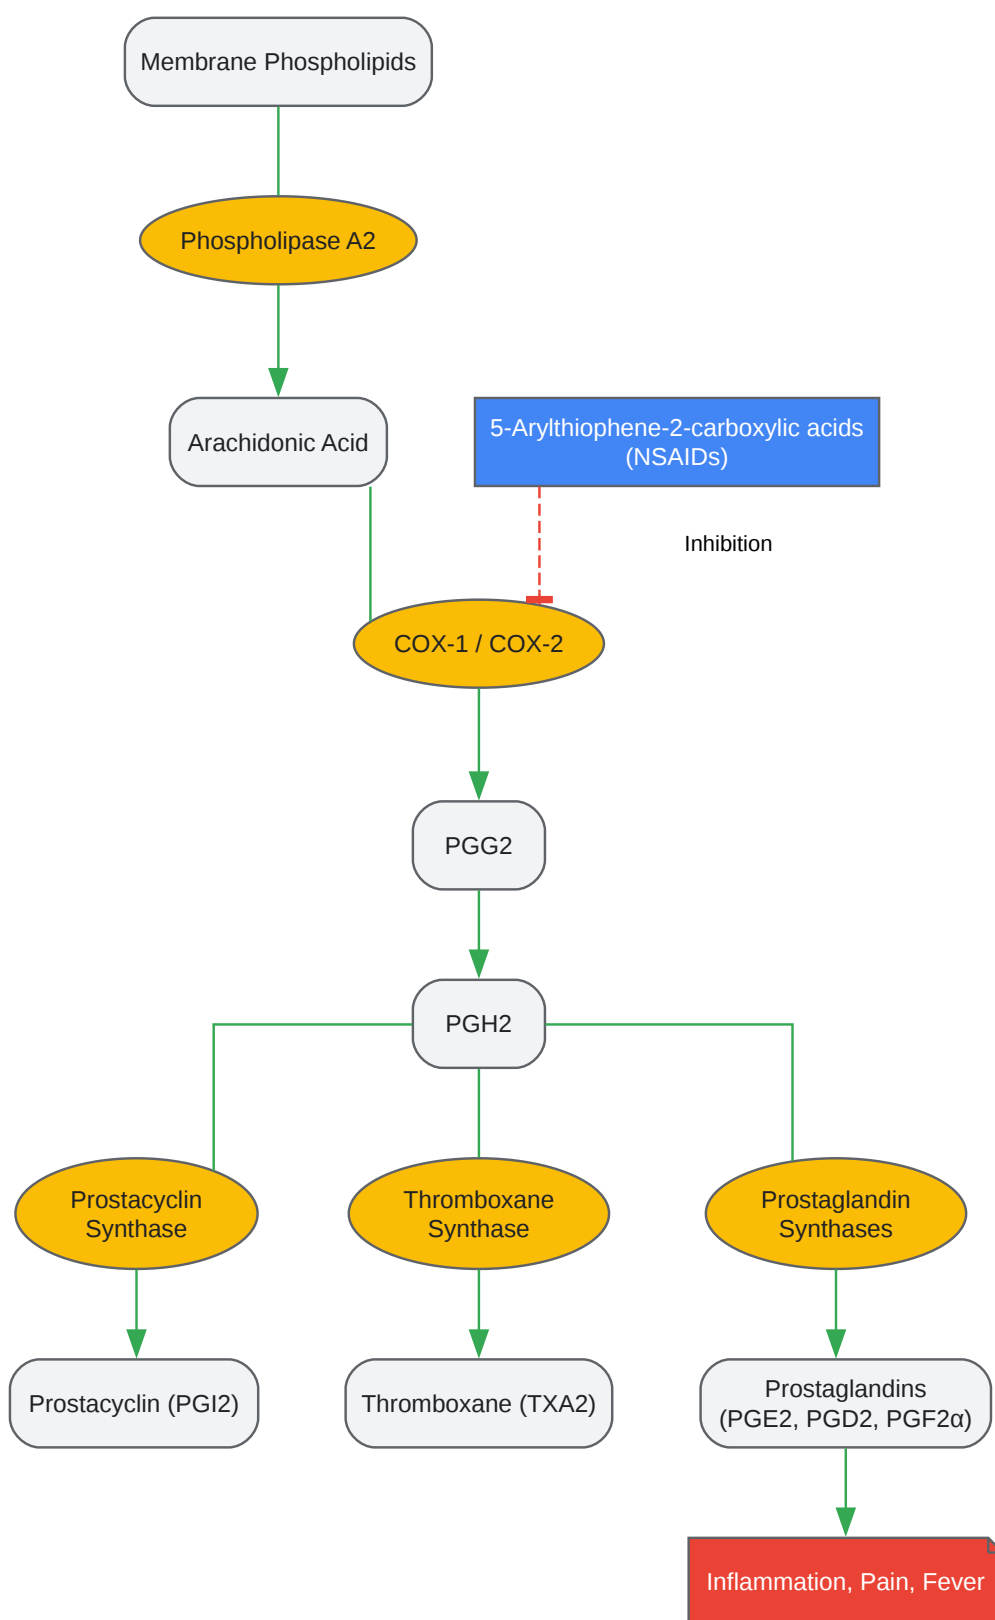 Membrane Phospholipids
Phospholipase A2
Arachidonic Acid
5-Arylthiophene-2-carboxylic acids
(NSAIDs)
Inhibition
COX-1 / COX-2
PGG2
PGH2
Prostacyclin
Synthase
Thromboxane
Synthase
Prostaglandin
Synthases
Prostacyclin (PGI2)
Thromboxane (TXA2)
Prostaglandins
(PGE2, PGD2, PGF2α)
Inflammation, Pain, Fever